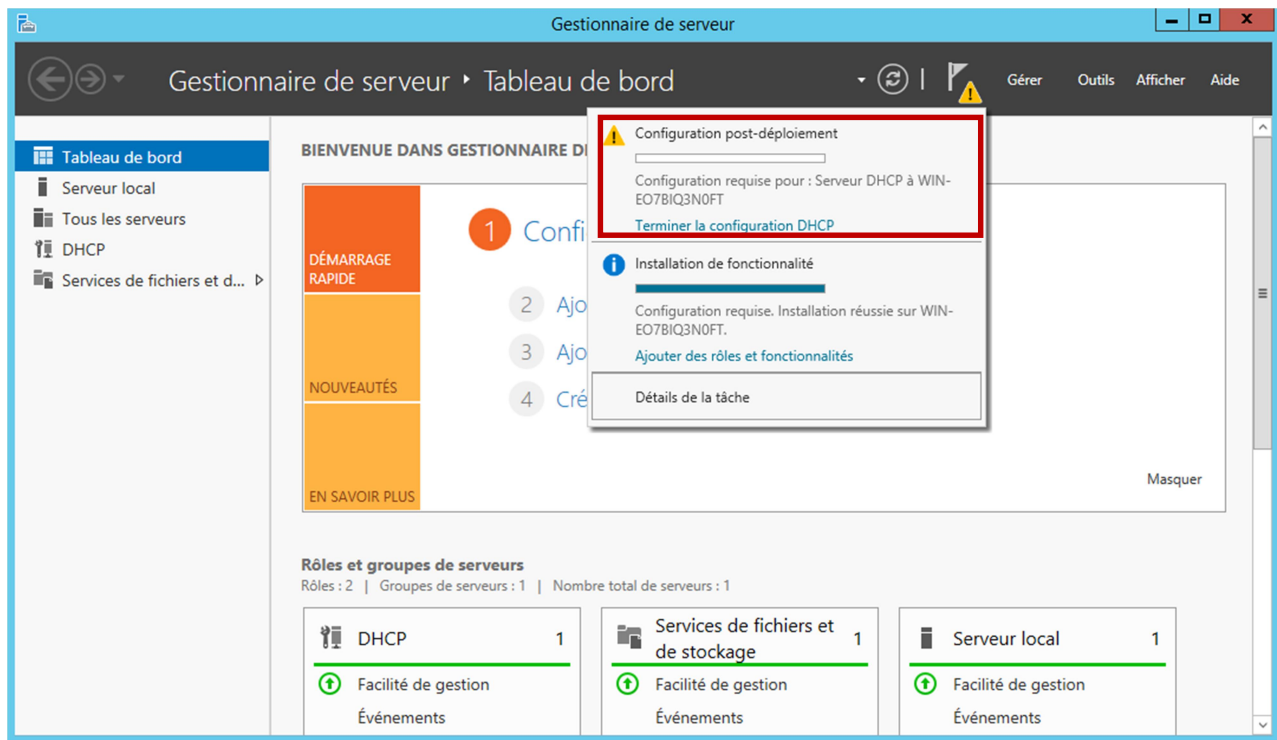 Gestionnaire de serveur
Gestionnaire de serveur ‣ Tableau de bord
Gérer
Outils
Afficher
Aide
Tableau de bord
Serveur local
Tous les serveurs
DHCP
Services de fichiers et d...
BIENVENUE DANS GESTIONNAIRE D
DÉMARRAGE
RAPIDE
NOUVEAUTÉS
EN SAVOIR PLUS
1 Confi
2 Ajo
3 Ajo
4 Cré
Configuration post-déploiement
Configuration requise pour : Serveur DHCP à WIN-
EO7BIQ3N0FT
Terminer la configuration DHCP
Installation de fonctionnalité
Configuration requise. Installation réussie sur WIN-
EO7BIQ3N0FT.
Ajouter des rôles et fonctionnalités
Détails de la tâche
Masquer
Rôles et groupes de serveurs
Rôles : 2 | Groupes de serveurs : 1 | Nombre total de serveurs : 1
DHCP 1
Facilité de gestion
Événements
Services de fichiers et
de stockage 1
Facilité de gestion
Événements
Serveur local 1
Facilité de gestion
Événements